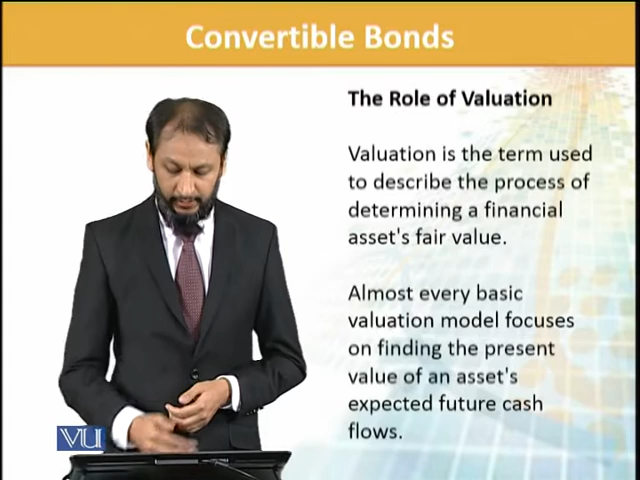 Convertible Bonds
The Role of Valuation
Valuation is the term used
to describe the process of
determining a financial
asset's fair value.
Almost every basic
valuation model focuses
on finding the present
value of an asset's
expected future cash
flows.
VU